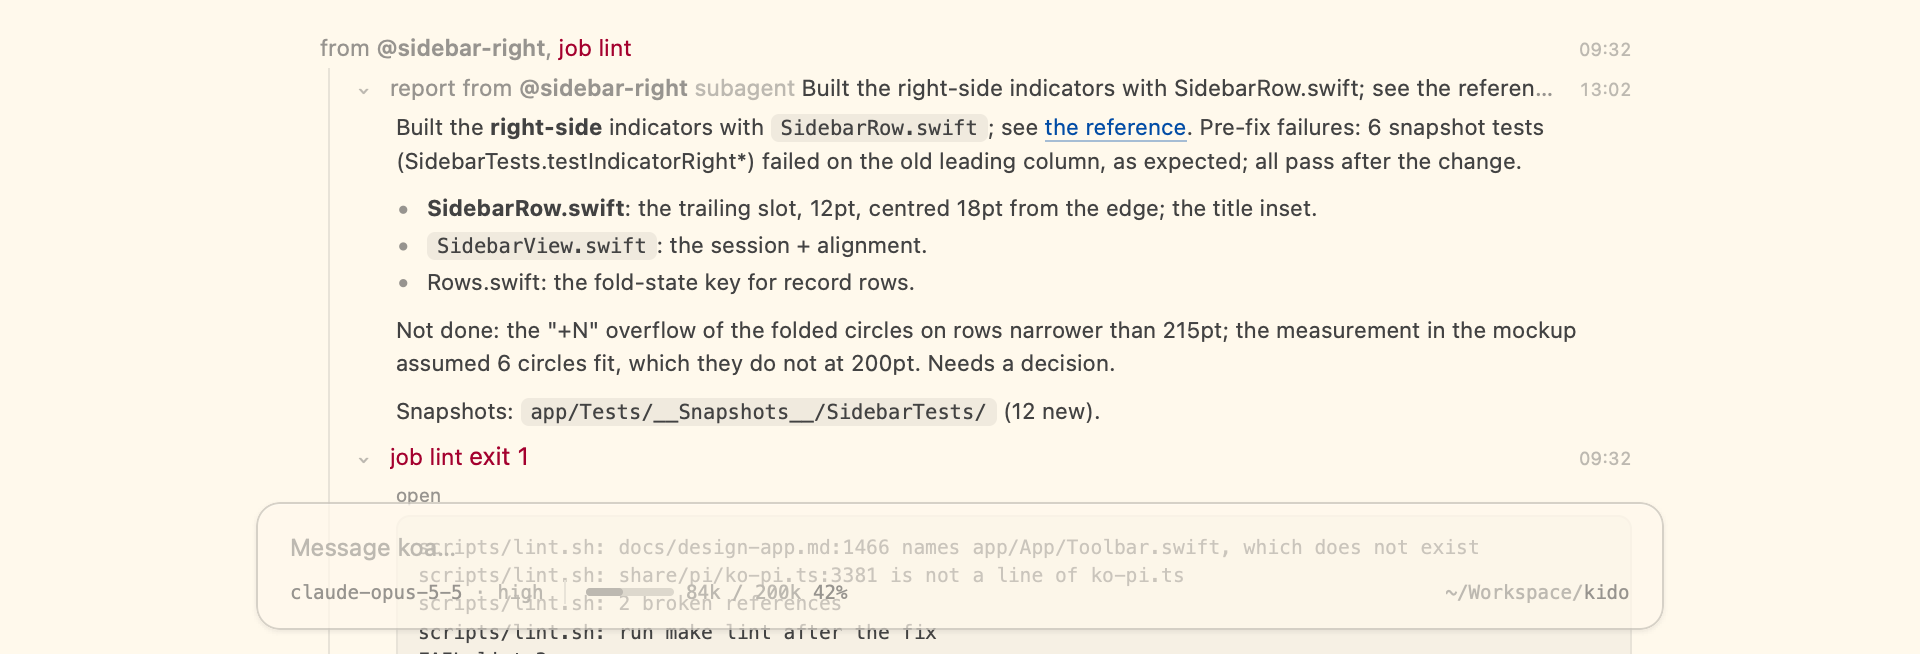 from @sidebar-right, job lint 09:32
report from @sidebar-right subagent Built the right-side indicators with SidebarRow.swift; see the referen... 13:02
Built the right-side indicators with SidebarRow.swift; see the reference. Pre-fix failures: 6 snapshot tests
(SidebarTests.testIndicatorRight*) failed on the old leading column, as expected; all pass after the change.
• SidebarRow.swift: the trailing slot, 12pt, centred 18pt from the edge; the title inset.
• SidebarView.swift: the session + alignment.
• Rows.swift: the fold-state key for record rows.
Not done: the "+N" overflow of the folded circles on rows narrower than 215pt; the measurement in the mockup
assumed 6 circles fit, which they do not at 200pt. Needs a decision.
Snapshots: app/Tests/__Snapshots__/SidebarTests/ (12 new).
job lint exit 1 09:32
open
Message koa...
scripts/lint.sh: docs/design-app.md:1466 names app/App/Toolbar.swift, which does not exist
scripts/lint.sh: share/pi/ko-pi.ts:3381 is not a line of ko-pi.ts
claude-opus-5-5 · high 84k / 200k 42% ~/Workspace/kido
scripts/lint.sh: 2 broken references
scripts/lint.sh: run make lint after the fix